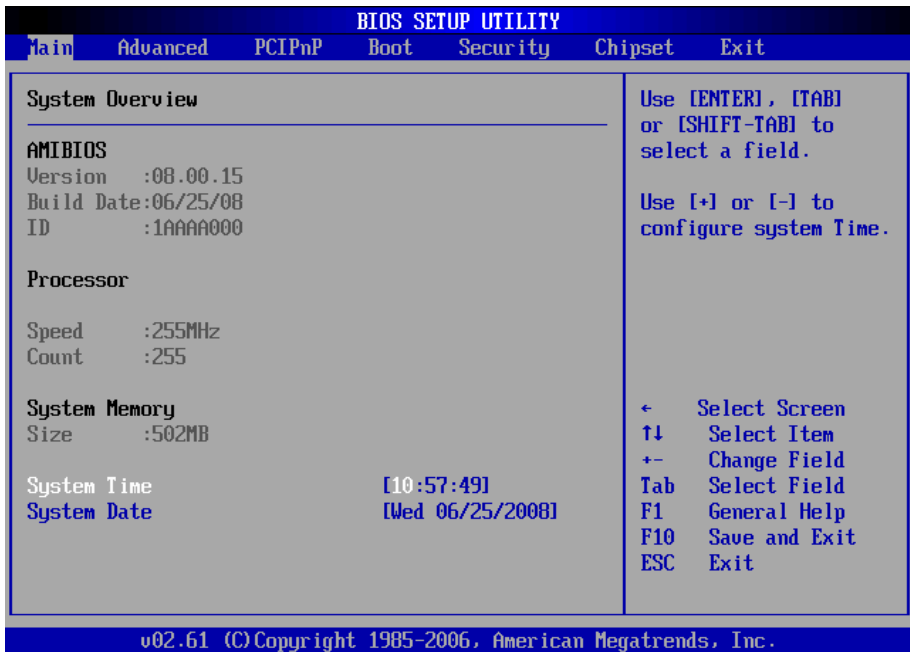 BIOS SETUP UTILITY
Main Advanced PCIPnP Boot Security Chipset Exit
System Overview
AMIBIOS
Version :08.00.15
Build Date:06/25/08
ID :1AAAA000
Processor
Speed :255MHz
Count :255
System Memory
Size :502MB
System Time [10:57:49]
System Date [Wed 06/25/2008]
Use [ENTER], [TAB]
or [SHIFT-TAB] to
select a field.
Use [+] or [-] to
configure system Time.
← Select Screen
↑↓ Select Item
+- Change Field
Tab Select Field
F1 General Help
F10 Save and Exit
ESC Exit
v02.61 (C)Copyright 1985-2006, American Megatrends, Inc.